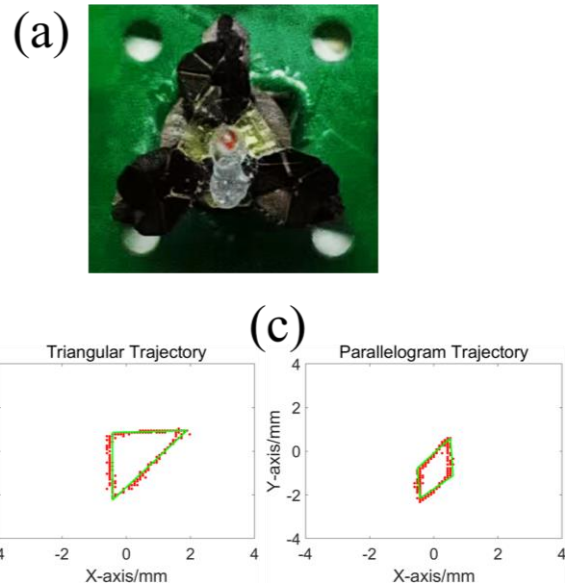 (a)
(c)
Triangular Trajectory
4 -2 0 2 4
X-axis/mm
Parallelogram Trajectory
Y-axis/mm
4
2
0
-2
-4
-4 -2 0 2 4
X-axis/mm